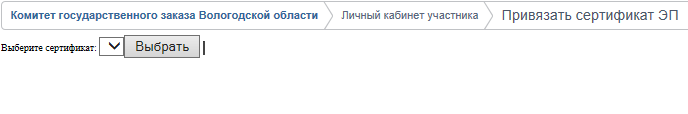 Комитет государственного заказа Вологодской области Личный кабинет участника Привязать сертификат ЭП
Выберите сертификат: Выбрать